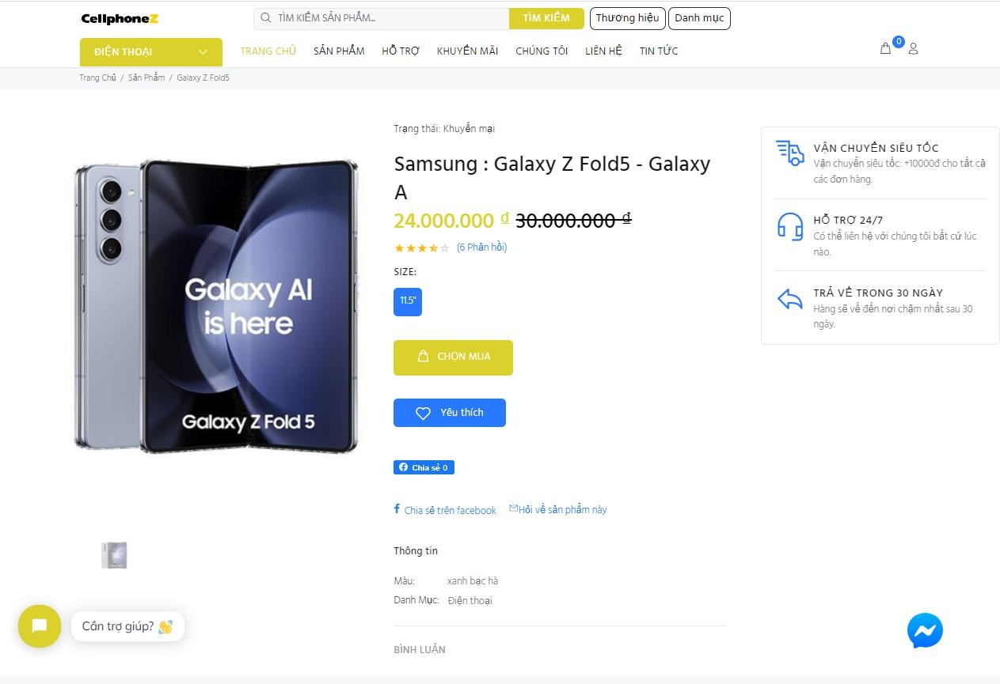 CellphoneZ
TÌM KIẾM SẢN PHẨM...
TÌM KIẾM
Thương hiệu
Danh mục
ĐIỆN THOẠI
TRANG CHỦ
SẢN PHẨM
HỖ TRỢ
KHUYẾN MÃI
CHÚNG TÔI
LIÊN HỆ
TIN TỨC
0
Trang Chủ / Sản Phẩm / Galaxy Z Fold5
Galaxy AI
is here
Galaxy Z Fold 5
Trạng thái: Khuyến mại
Samsung : Galaxy Z Fold5 - Galaxy
A
24.000.000 ₫ 30.000.000 ₫
(6 Phản hồi)
SIZE:
11.5"
CHỌN MUA
Yêu thích
Chia sẻ 0
Chia sẻ trên facebook
Hỏi về sản phẩm này
Thông tin
Màu: xanh bạc hà
Danh Mục: Điện thoại
BÌNH LUẬN
VẬN CHUYỂN SIÊU TỐC
Vận chuyển siêu tốc: +10000đ cho tất cả
các đơn hàng.
HỖ TRỢ 24/7
Có thể liên hệ với chúng tôi bất cứ lúc
nào.
TRẢ VỀ TRONG 30 NGÀY
Hàng sẽ về đến nơi chậm nhất sau 30
ngày.
Cần trợ giúp? 👋